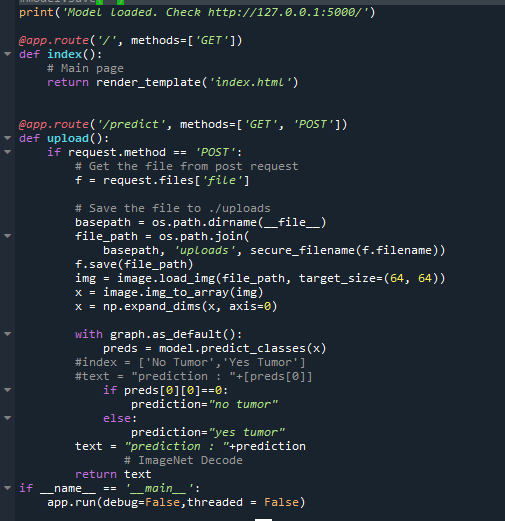 print('Model loaded. Check http://127.0.0.1:5000/')
@app.route('/', methods=['GET'])
def index():
# Main page
return render_template('index.html')
@app.route('/predict', methods=['GET', 'POST'])
def upload():
if request.method == 'POST':
# Get the file from post request
f = request.files['file']
# Save the file to ./uploads
basepath = os.path.dirname(__file__)
file_path = os.path.join(
basepath, 'uploads', secure_filename(f.filename))
f.save(file_path)
img = image.load_img(file_path, target_size=(64, 64))
x = image.img_to_array(img)
x = np.expand_dims(x, axis=0)
with graph.as_default():
preds = model.predict_classes(x)
#index = ['No Tumor','Yes Tumor']
#text = "prediction : "+[preds[0]]
if preds[0][0]==0:
prediction="no tumor"
else:
prediction="yes tumor"
text = "prediction : "+prediction
# ImageNet Decode
return text
if __name__ == '__main__':
app.run(debug=False,threaded = False)